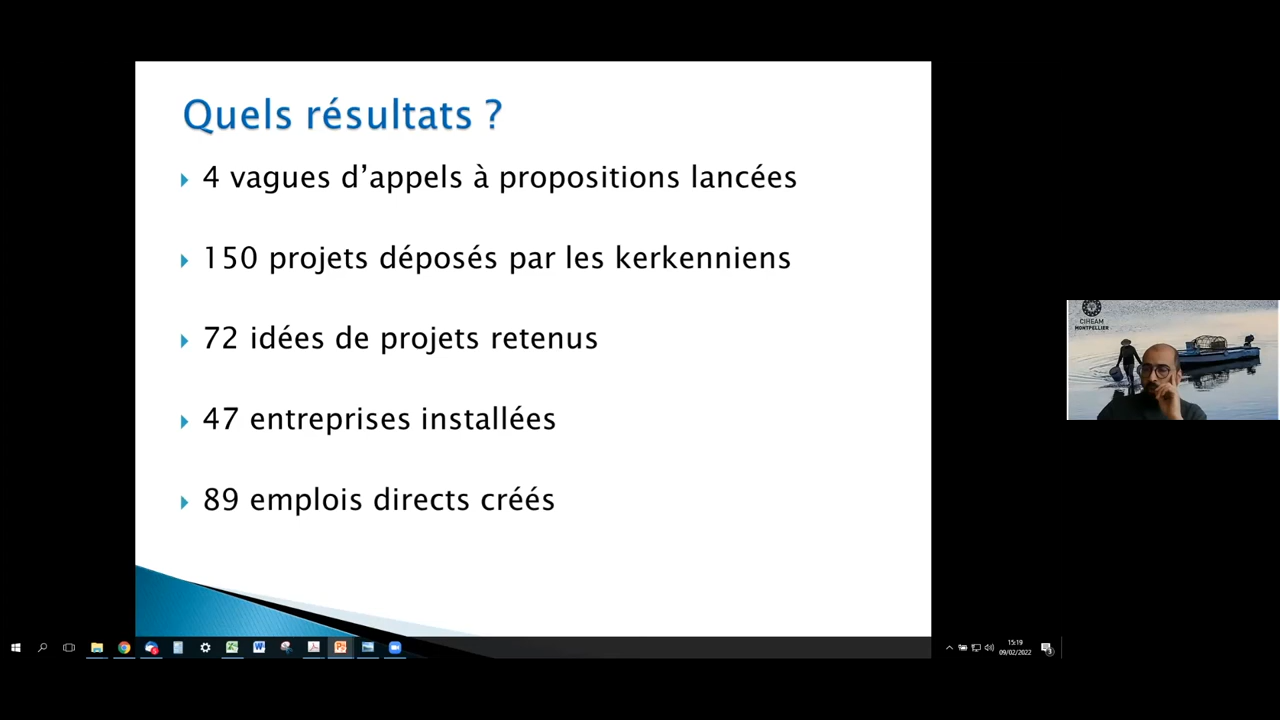 Quels résultats ?
4 vagues d’appels à propositions lancées
150 projets déposés par les kerkenniens
72 idées de projets retenus
47 entreprises installées
89 emplois directs créés
CIHEAM
MONTPELLIER
15:19
09/02/2022